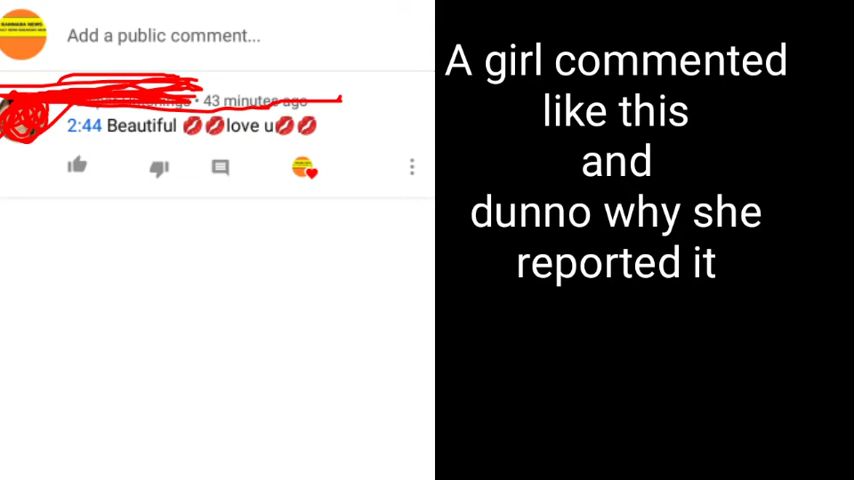 Add a public comment...
43 minutes ago
2:44 Beautiful 💋💋love u💋💋
A girl commented
like this
and
dunno why she
reported it